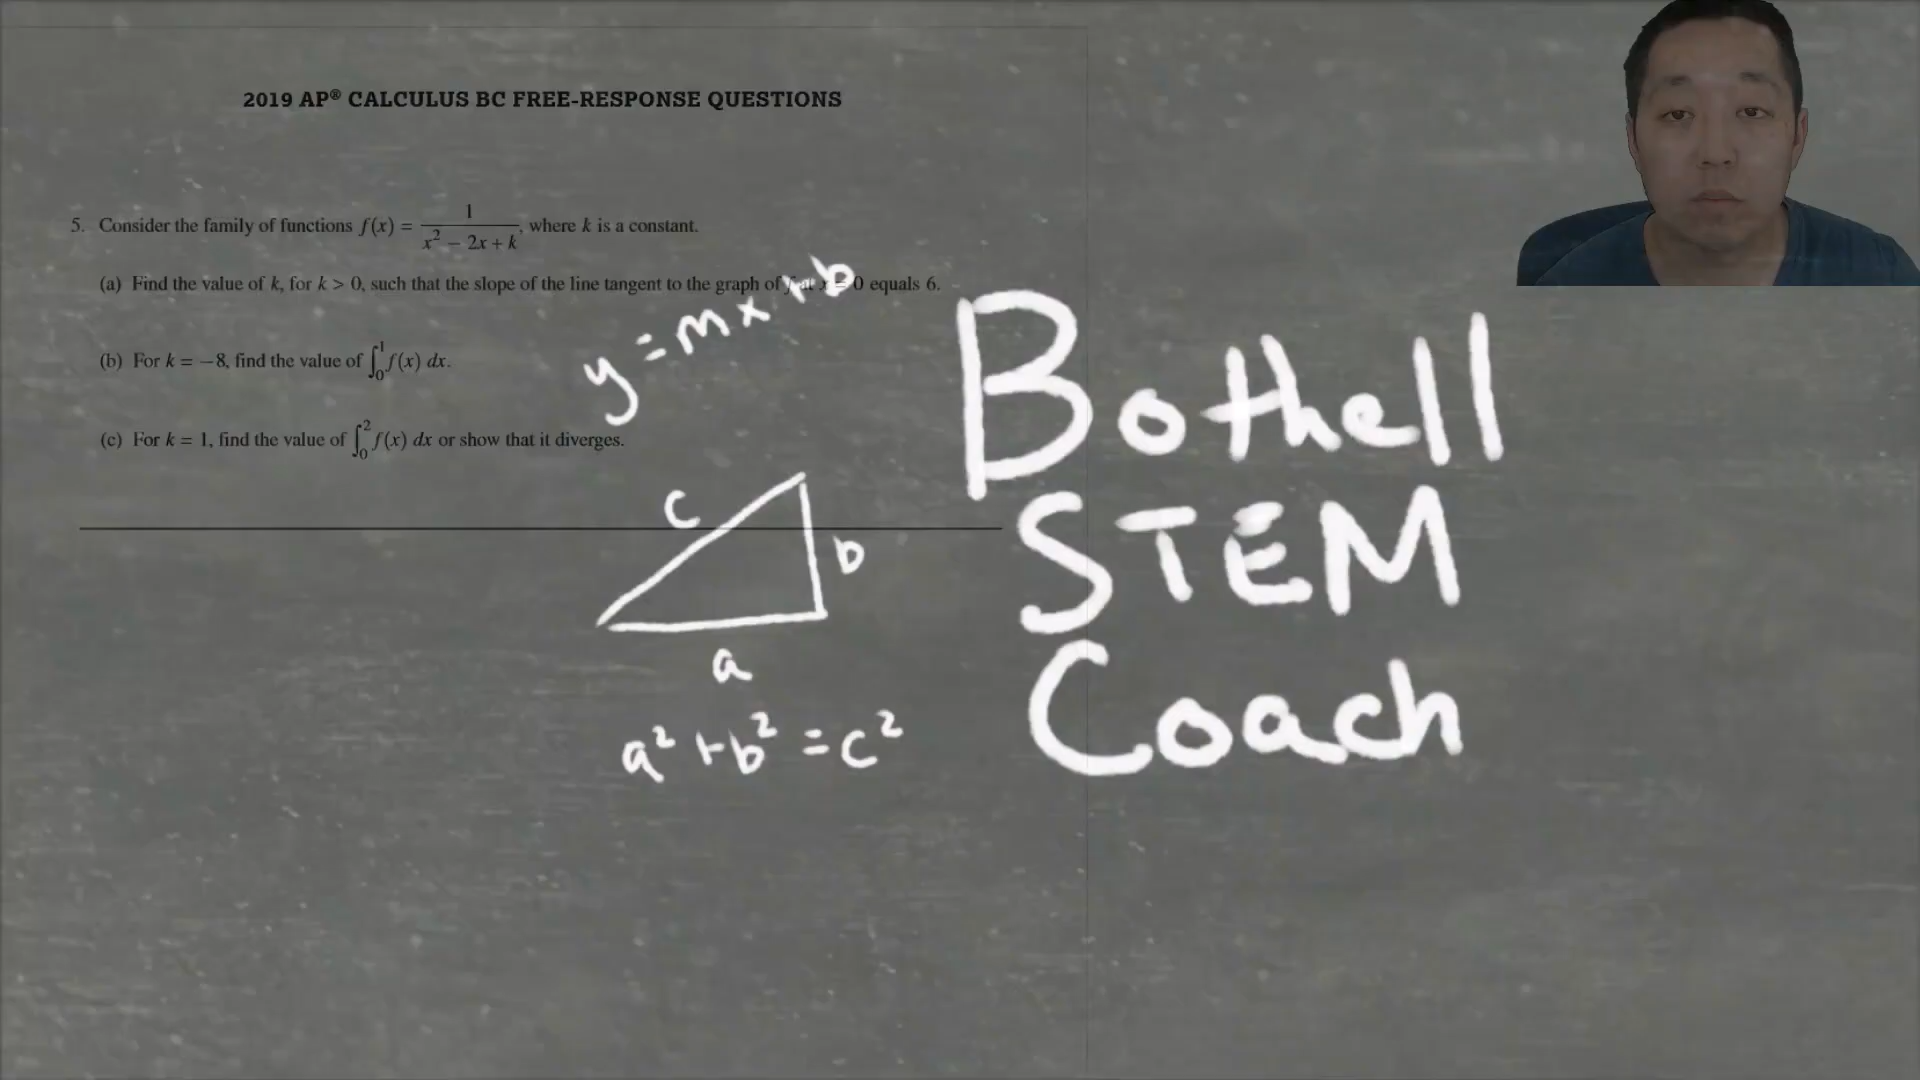 2019 AP® CALCULUS BC FREE-RESPONSE QUESTIONS
5. Consider the family of functions f(x) = 1/(x² − 2x + k), where k is a constant.
(a) Find the value of k, for k > 0, such that the slope of the line tangent to the graph of f at x = 0 equals 6.
(b) For k = −8, find the value of ∫₀¹ f(x) dx.
(c) For k = 1, find the value of ∫₀² f(x) dx or show that it diverges.
y = mx + b
c
b
a
a² + b² = c²
Bothell
STEM
Coach